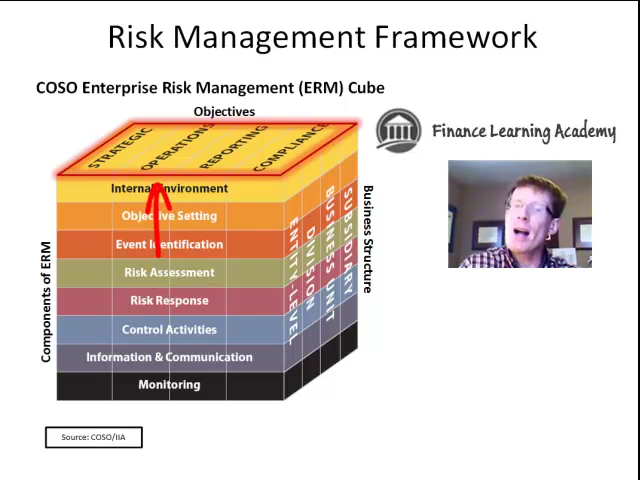 Risk Management Framework
COSO Enterprise Risk Management (ERM) Cube
Objectives
Finance Learning Academy
STRATEGIC
OPERATIONS
REPORTING
COMPLIANCE
Internal Environment
Objective Setting
Event Identification
Risk Assessment
Risk Response
Control Activities
Information & Communication
Monitoring
Components of ERM
ENTITY-LEVEL
DIVISION
BUSINESS UNIT
SUBSIDIARY
Business Structure
Source: COSO/IIA